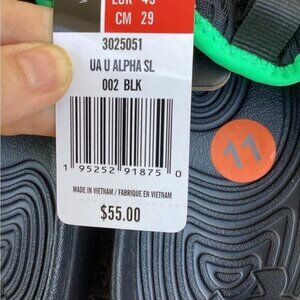 CM 29
3025051
UA U ALPHA SL
002 BLK
1 95252 91875 0
MADE IN VIETNAM / FABRIQUE EN VIETNAM
$55.00
11